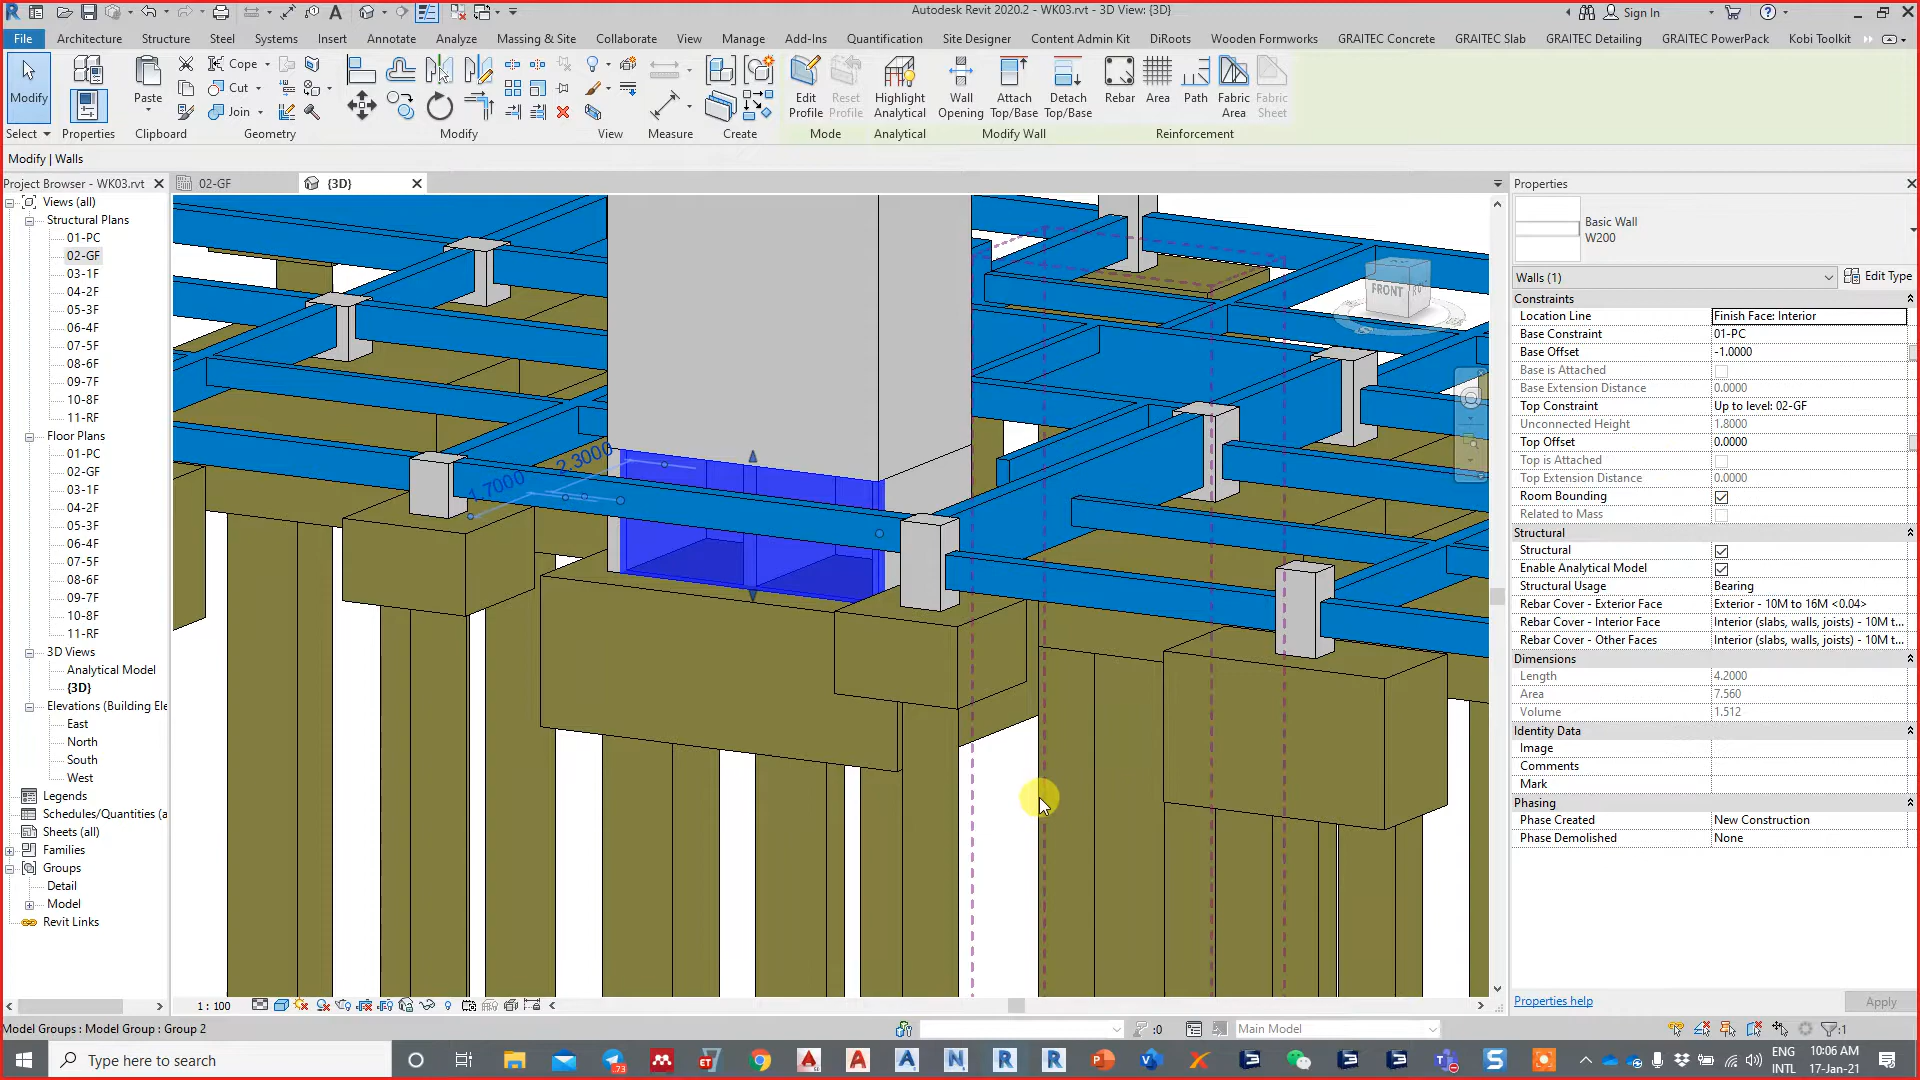 Autodesk Revit 2020.2 - WK03.rvt - 3D View: {3D}
Sign In
File Architecture Structure Steel Systems Insert Annotate Analyze Massing & Site Collaborate View Manage Add-Ins Quantification Site Designer Content Admin Kit DiRoots Wooden Formworks GRAITEC Concrete GRAITEC Slab GRAITEC Detailing GRAITEC PowerPack Kobi Toolkit
Modify
Paste
Cope
Cut
Join
Edit Profile
Reset Profile
Highlight Analytical
Wall Opening
Attach Top/Base
Detach Top/Base
Rebar
Area
Path
Fabric Area
Fabric Sheet
Select Properties Clipboard Geometry Modify View Measure Create Mode Analytical Modify Wall Reinforcement
Modify | Walls
Project Browser - WK03.rvt
02-GF
{3D}
Properties
Views (all)
Structural Plans
01-PC
02-GF
03-1F
04-2F
05-3F
06-4F
07-5F
08-6F
09-7F
10-8F
11-RF
Floor Plans
01-PC
02-GF
03-1F
04-2F
05-3F
06-4F
07-5F
08-6F
09-7F
10-8F
11-RF
3D Views
Analytical Model
{3D}
Elevations (Building Ele
East
North
South
West
Legends
Schedules/Quantities (a
Sheets (all)
Families
Groups
Detail
Model
Revit Links
1.7000
2.3000
FRONT
Basic Wall
W200
Walls (1)
Edit Type
Constraints
Location Line Finish Face: Interior
Base Constraint 01-PC
Base Offset -1.0000
Base is Attached
Base Extension Distance 0.0000
Top Constraint Up to level: 02-GF
Unconnected Height 1.8000
Top Offset 0.0000
Top is Attached
Top Extension Distance 0.0000
Room Bounding
Related to Mass
Structural
Structural
Enable Analytical Model
Structural Usage Bearing
Rebar Cover - Exterior Face Exterior - 10M to 16M <0.04>
Rebar Cover - Interior Face Interior (slabs, walls, joists) - 10M t...
Rebar Cover - Other Faces Interior (slabs, walls, joists) - 10M t...
Dimensions
Length 4.2000
Area 7.560
Volume 1.512
Identity Data
Image
Comments
Mark
Phasing
Phase Created New Construction
Phase Demolished None
Properties help
Apply
1 : 100
Model Groups : Model Group : Group 2
:0
Main Model
:1
Type here to search
73
ET
ENG
INTL
10:06 AM
17-Jan-21